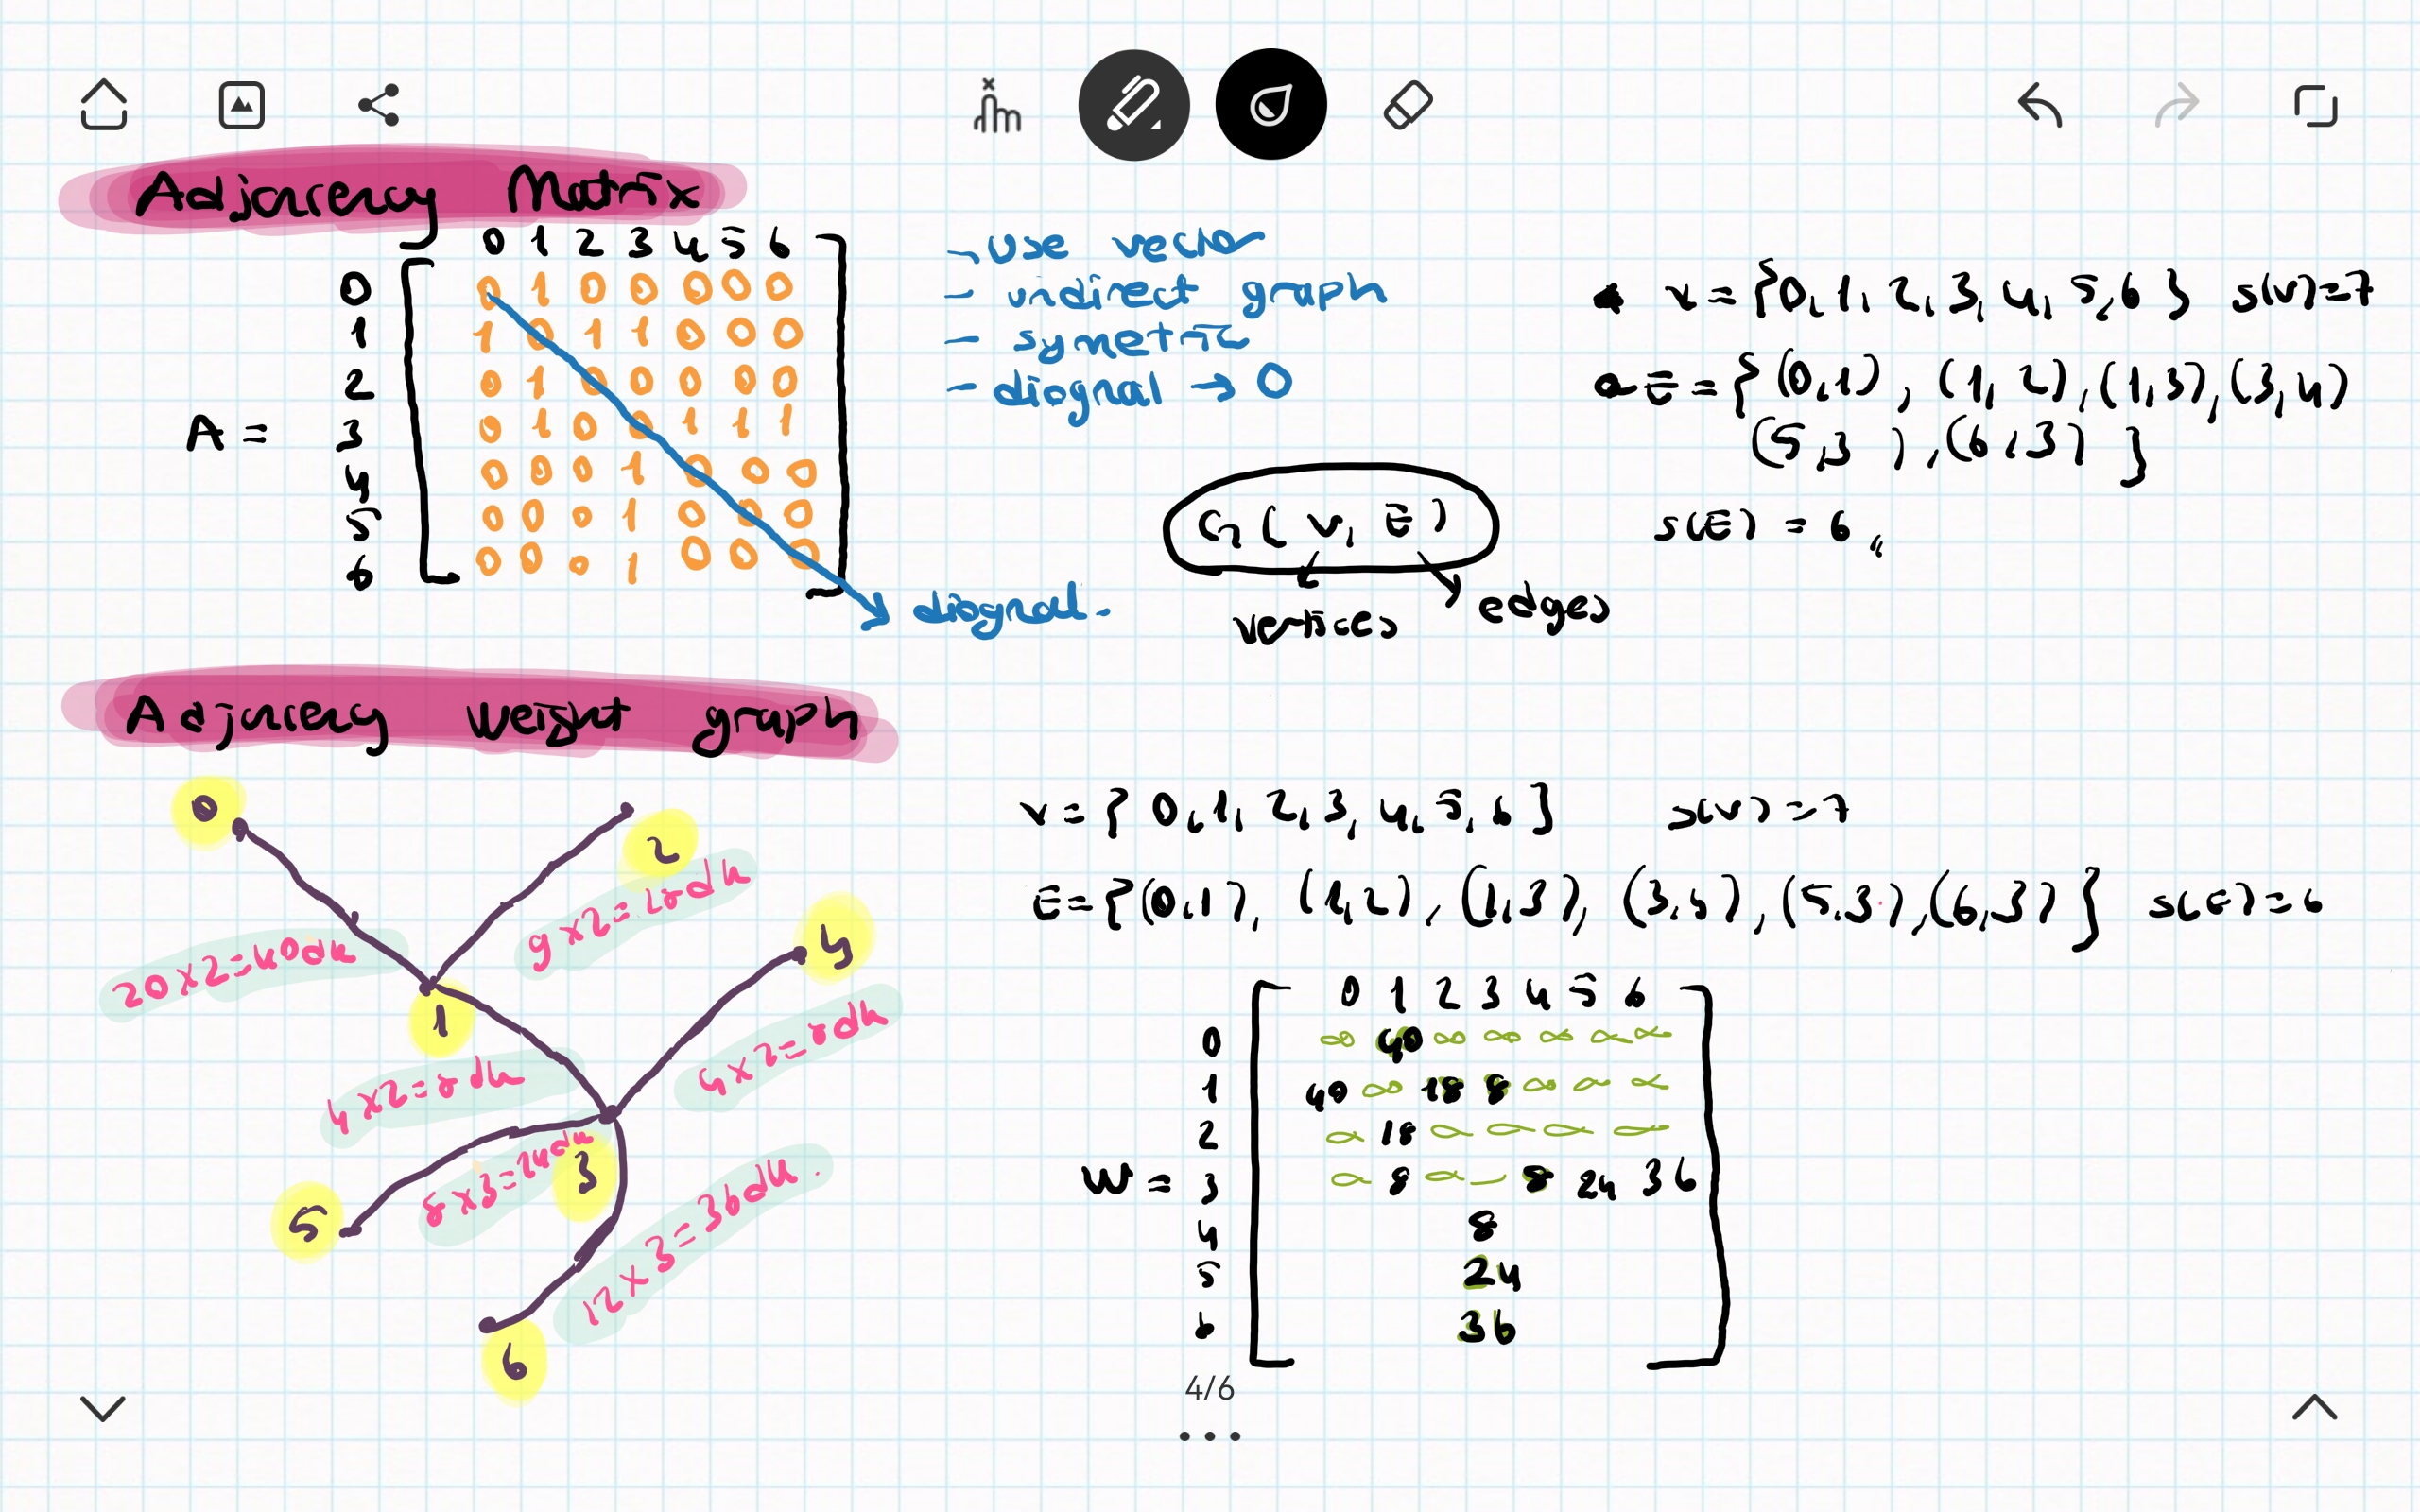 Adjacency Matrix
0 1 2 3 4 5 6
0 0 1 0 0 0 0 0
1 1 0 1 1 0 0 0
2 0 1 0 0 0 0 0
A = 3 0 1 0 0 1 1 1
4 0 0 0 1 0 0 0
5 0 0 0 1 0 0 0
6 0 0 0 1 0 0 0
diognal.
→ use vector
- undirect graph
- symetric
- diognal → 0
G ( v, E )
vertices
edges
v = {0, 1, 2, 3, 4, 5, 6 } s(v)=7
E = {(0,1) , (1, 2), (1,3), (3,4)
(5,3 ) , (6,3) }
s(E) = 6
Adjacency weight graph
0
2
9x2=18dk
4
20x2=40dk
1
4x2=8dk
4x2=8dk
8x3=24dk
3
5
12x3=36dk.
6
v = { 0, 1, 2, 3, 4, 5, 6 } s(v)=7
E={(0,1), (1,2), (1,3), (3,4), (5,3), (6,3) } s(E)=6
0 1 2 3 4 5 6
0 ∞ 40 ∞ ∞ ∞ ∞ ∞
1 40 ∞ 18 8 ∞ ∞ ∞
2 ∞ 18 ∞ ∞ ∞ ∞
W = 3 ∞ 8 ∞ 8 24 36
4 8
5 24
6 36
4/6